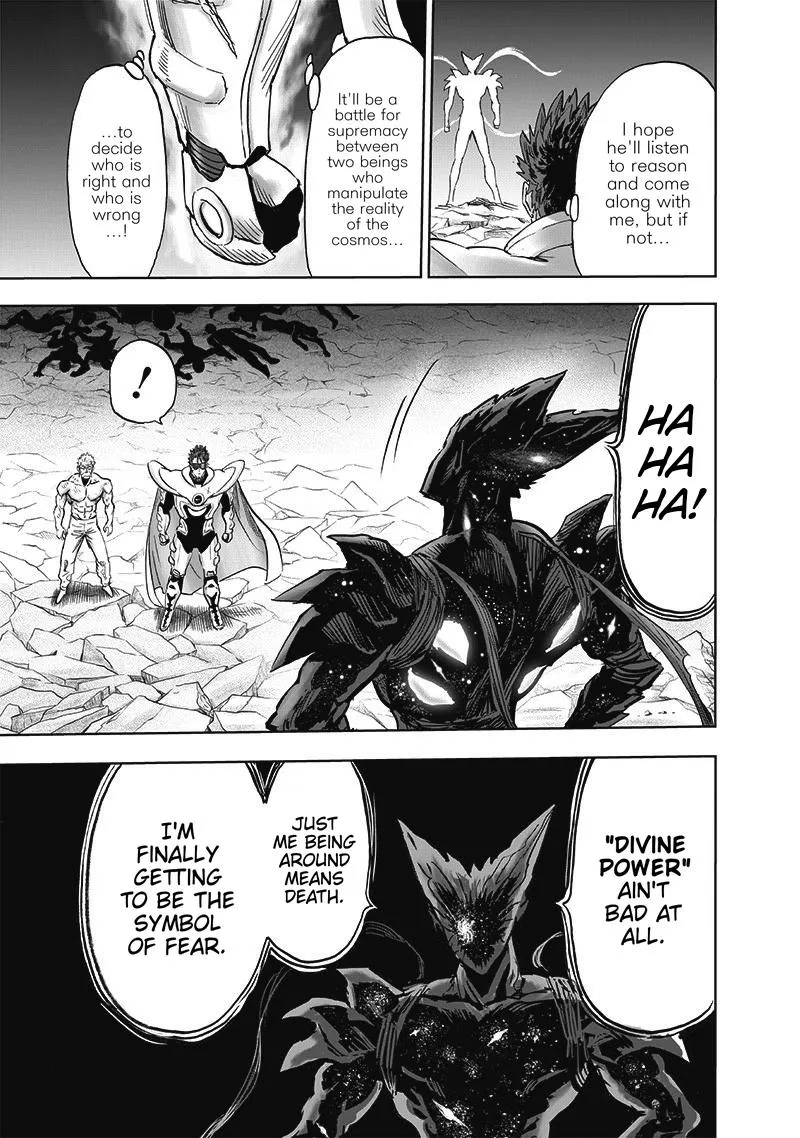 I hope
he'll listen
to reason
and come
along with
me, but if
not...
It'll be a
battle for
supremacy
between
two beings
who
manipulate
the reality
of the
cosmos...
...to
decide
who is
right and
who is
wrong
...!
HA
HA
HA!
!
"DIVINE
POWER"
AIN'T
BAD AT
ALL.
JUST
ME BEING
AROUND
MEANS
DEATH.
I'M
FINALLY
GETTING
TO BE THE
SYMBOL
OF FEAR.